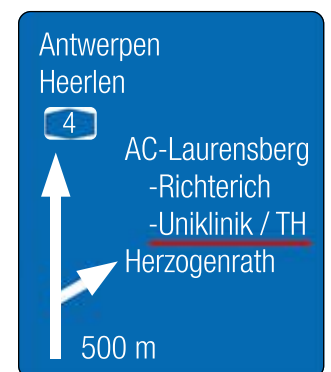 Antwerpen
Heerlen
4
AC-Laurensberg
-Richterich
-Uniklinik / TH
Herzogenrath
500 m